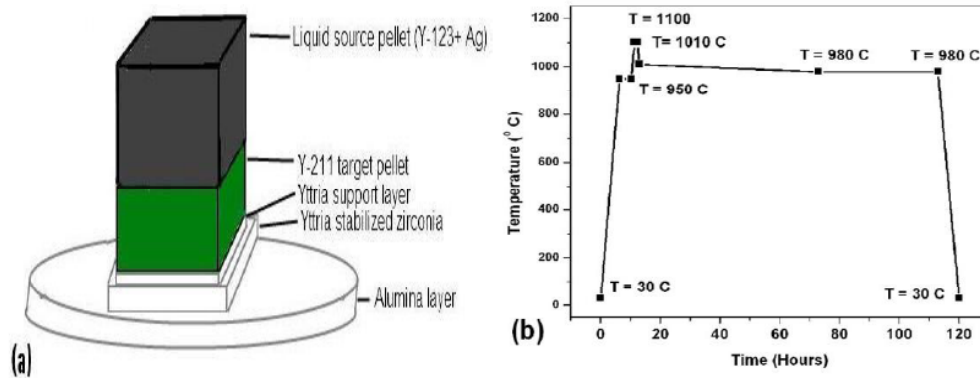 Liquid source pellet (Y-123+ Ag)
Y-211 target pellet
Yttria support layer
Yttria stabilized zirconia
Alumina layer
(a)
1200
1000
800
600
400
200
0
Temperature (⁰ C)
T = 1100
T= 1010 C
T = 950 C
T = 980 C
T = 980 C
T = 30 C
T = 30 C
0
20
40
60
80
100
120
Time (Hours)
(b)